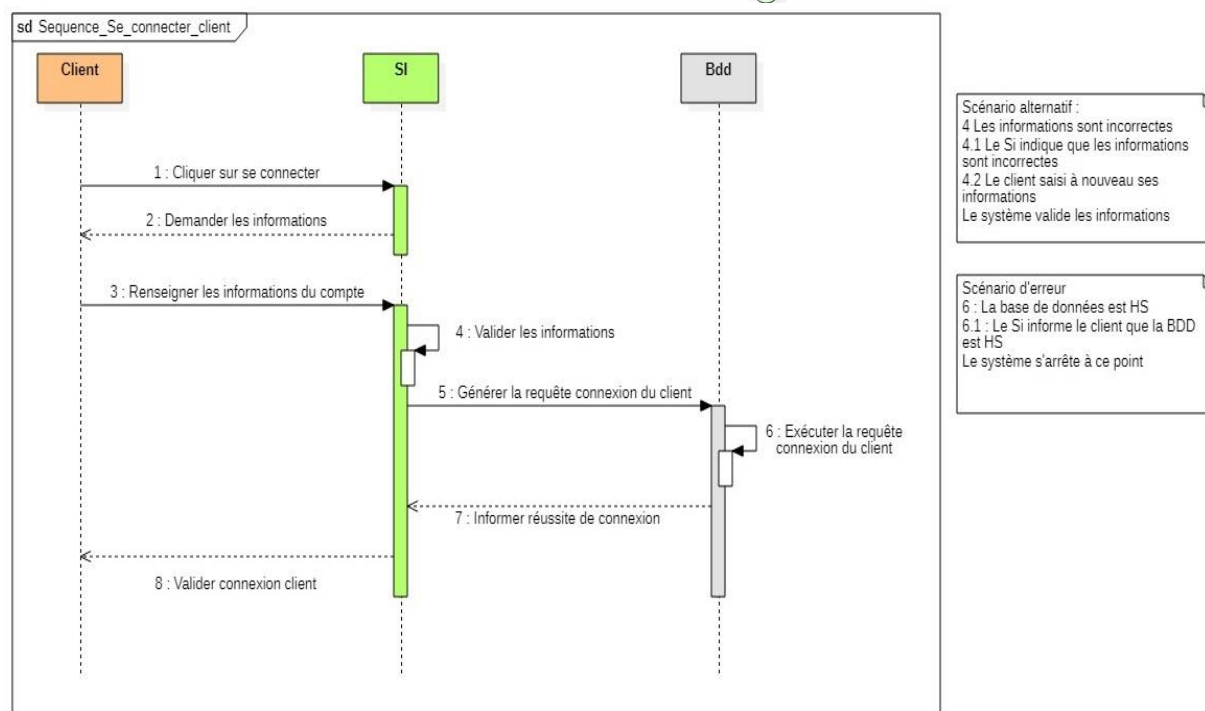 sd Sequence_Se_connecter_client
Client
SI
Bdd
1 : Cliquer sur se connecter
2 : Demander les informations
3 : Renseigner les informations du compte
4 : Valider les informations
5 : Générer la requête connexion du client
6 : Exécuter la requête
connexion du client
7 : Informer réussite de connexion
8 : Valider connexion client
Scénario alternatif :
4 Les informations sont incorrectes
4.1 Le Si indique que les informations
sont incorrectes
4.2 Le client saisi à nouveau ses
informations
Le système valide les informations
Scénario d'erreur
6 : La base de données est HS
6.1 : Le Si informe le client que la BDD
est HS
Le système s'arrête à ce point